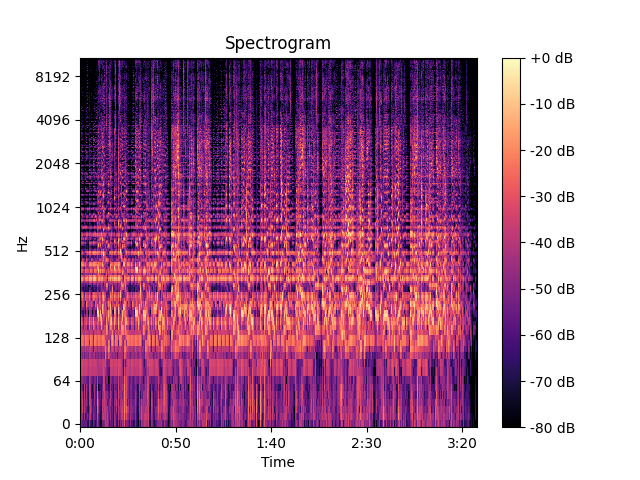 Spectrogram
Hz
8192
4096
2048
1024
512
256
128
64
0
0:00
0:50
1:40
2:30
3:20
Time
+0 dB
-10 dB
-20 dB
-30 dB
-40 dB
-50 dB
-60 dB
-70 dB
-80 dB